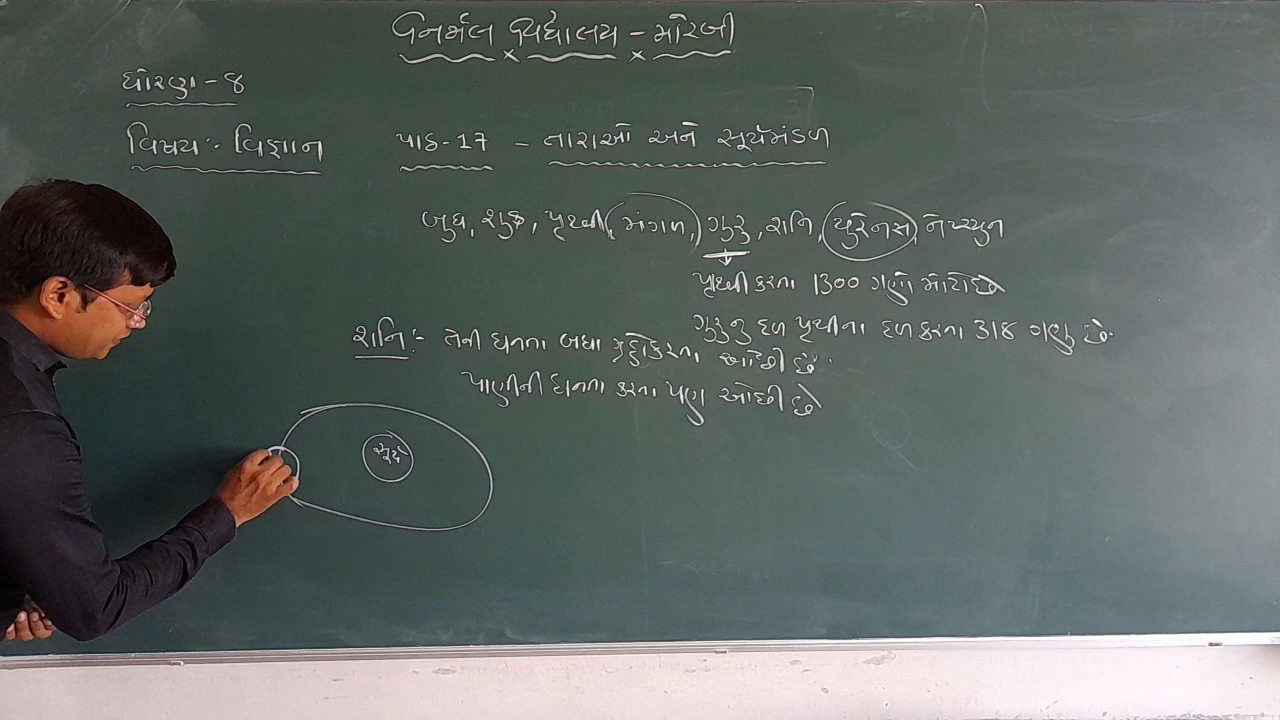 નિર્મલ વિદ્યાલય - મોરબી
ધોરણ - ૮
વિષય:- વિજ્ઞાન પાઠ-17 - તારાઓ અને સૂર્યમંડળ
બુધ, શુક્ર, પૃથ્વી, મંગળ, ગુરુ, શનિ, યુરેનસ, નેપ્ચ્યુન
પૃથ્વી કરતા 1300 ગણો મોટો છે
ગુરુનુ દળ પૃથ્વીના દળ કરતા 318 ગણુ છે.
શનિ:- તેની ઘનતા બધા ગ્રહો કરતા ઓછી છે.
પાણીની ઘનતા કરતા પણ ઓછી છે
સૂર્ય